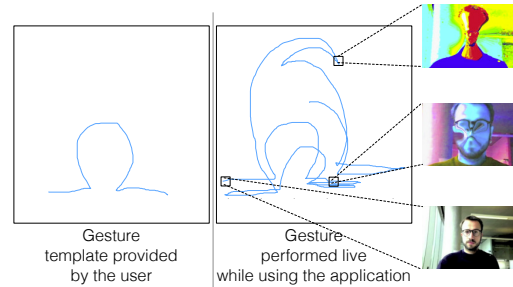 Gesture
template provided
by the user
Gesture
performed live
while using the application